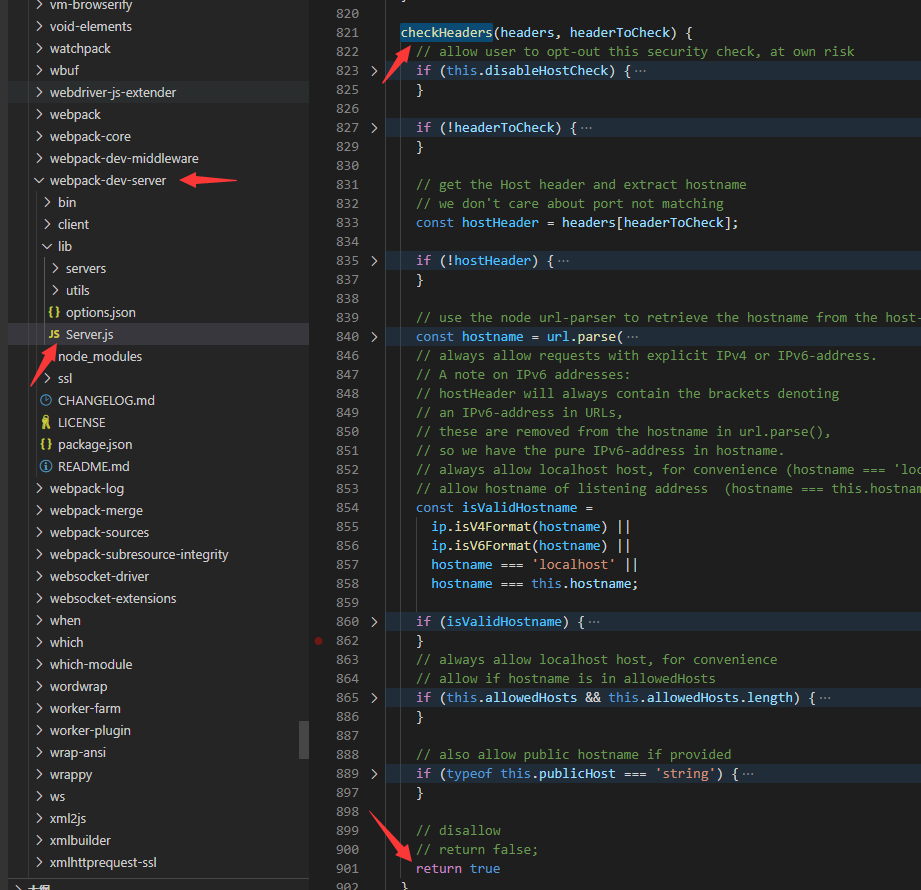 vm-browserify
void-elements
watchpack
wbuf
webdriver-js-extender
webpack
webpack-core
webpack-dev-middleware
webpack-dev-server
bin
client
lib
servers
utils
{} options.json
JS Server.js
node_modules
ssl
CHANGELOG.md
LICENSE
{} package.json
README.md
webpack-log
webpack-merge
webpack-sources
webpack-subresource-integrity
websocket-driver
websocket-extensions
when
which
which-module
wordwrap
worker-farm
worker-plugin
wrap-ansi
wrappy
ws
xml2js
xmlbuilder
xmlhttprequest-ssl
820
821 checkHeaders(headers, headerToCheck) {
822 // allow user to opt-out this security check, at own risk
823 if (this.disableHostCheck) {⋯
825 }
826
827 if (!headerToCheck) {⋯
829 }
830
831 // get the Host header and extract hostname
832 // we don't care about port not matching
833 const hostHeader = headers[headerToCheck];
834
835 if (!hostHeader) {⋯
837 }
838
839 // use the node url-parser to retrieve the hostname from the host-
840 const hostname = url.parse(⋯
846 // always allow requests with explicit IPv4 or IPv6-address.
847 // A note on IPv6 addresses:
848 // hostHeader will always contain the brackets denoting
849 // an IPv6-address in URLs,
850 // these are removed from the hostname in url.parse(),
851 // so we have the pure IPv6-address in hostname.
852 // always allow localhost host, for convenience (hostname === 'loc
853 // allow hostname of listening address  (hostname === this.hostnam
854 const isValidHostname =
855 ip.isV4Format(hostname) ||
856 ip.isV6Format(hostname) ||
857 hostname === 'localhost' ||
858 hostname === this.hostname;
859
860 if (isValidHostname) {⋯
862 }
863 // always allow localhost host, for convenience
864 // allow if hostname is in allowedHosts
865 if (this.allowedHosts && this.allowedHosts.length) {⋯
886 }
887
888 // also allow public hostname if provided
889 if (typeof this.publicHost === 'string') {⋯
897 }
898
899 // disallow
900 // return false;
901 return true
902 }